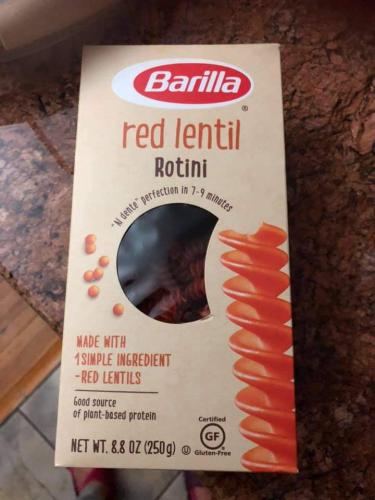 Barilla
®
red lentil
Rotini
"Al dente" perfection in 7-9 minutes
MADE WITH
1 SIMPLE INGREDIENT
-RED LENTILS
Good source
of plant-based protein
Certified
GF
Gluten-Free
NET WT. 8.8 OZ (250g)
U